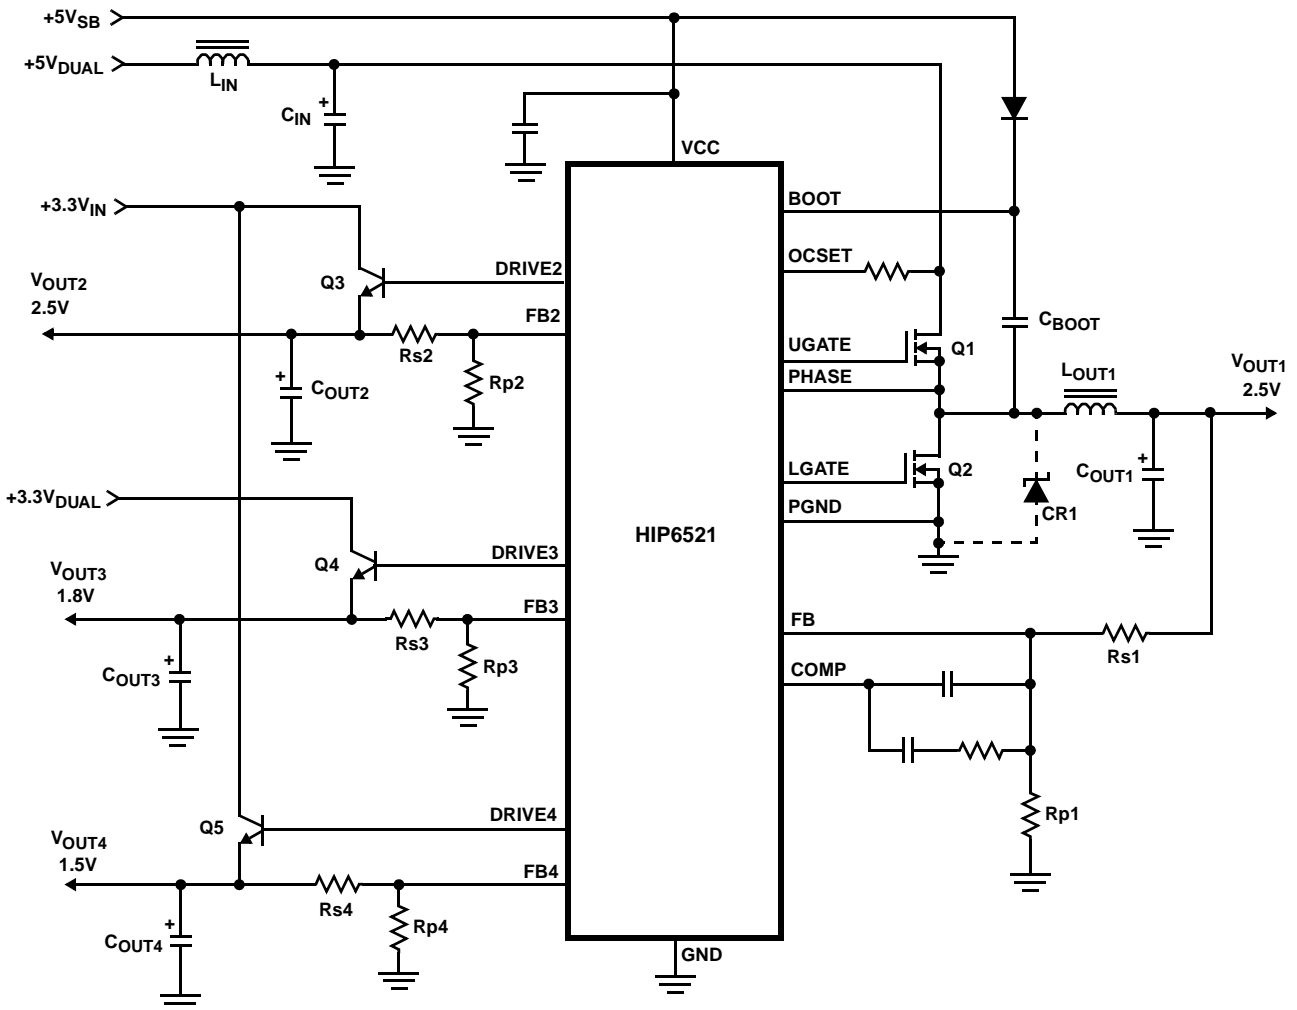 +5VSB
+5VDUAL
LIN
CIN
+
VCC
+3.3VIN
BOOT
OCSET
DRIVE2
Q3
VOUT2
2.5V
FB2
Rs2
Rp2
+
COUT2
UGATE
Q1
PHASE
CBOOT
LOUT1
VOUT1
2.5V
LGATE
Q2
PGND
CR1
+
COUT1
+3.3VDUAL
HIP6521
DRIVE3
Q4
VOUT3
1.8V
FB3
Rs3
Rp3
+
COUT3
FB
Rs1
COMP
Rp1
DRIVE4
Q5
VOUT4
1.5V
FB4
Rs4
Rp4
+
COUT4
GND